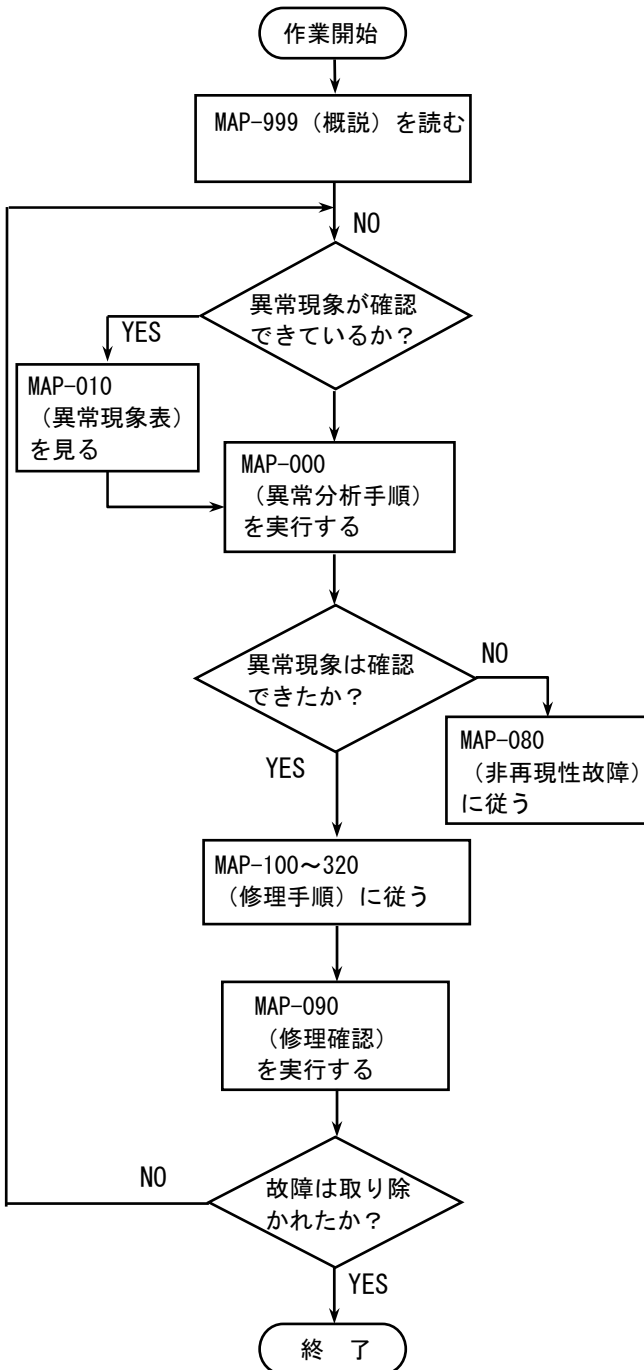 作業開始
MAP-999（概説）を読む
NO
異常現象が確認
できているか？
YES
MAP-010
（異常現象表）
を見る
MAP-000
（異常分析手順）
を実行する
異常現象は確認
できたか？
NO
YES
MAP-080
（非再現性故障）
に従う
MAP-100～320
（修理手順）に従う
MAP-090
（修理確認）
を実行する
故障は取り除
かれたか？
NO
YES
終　了